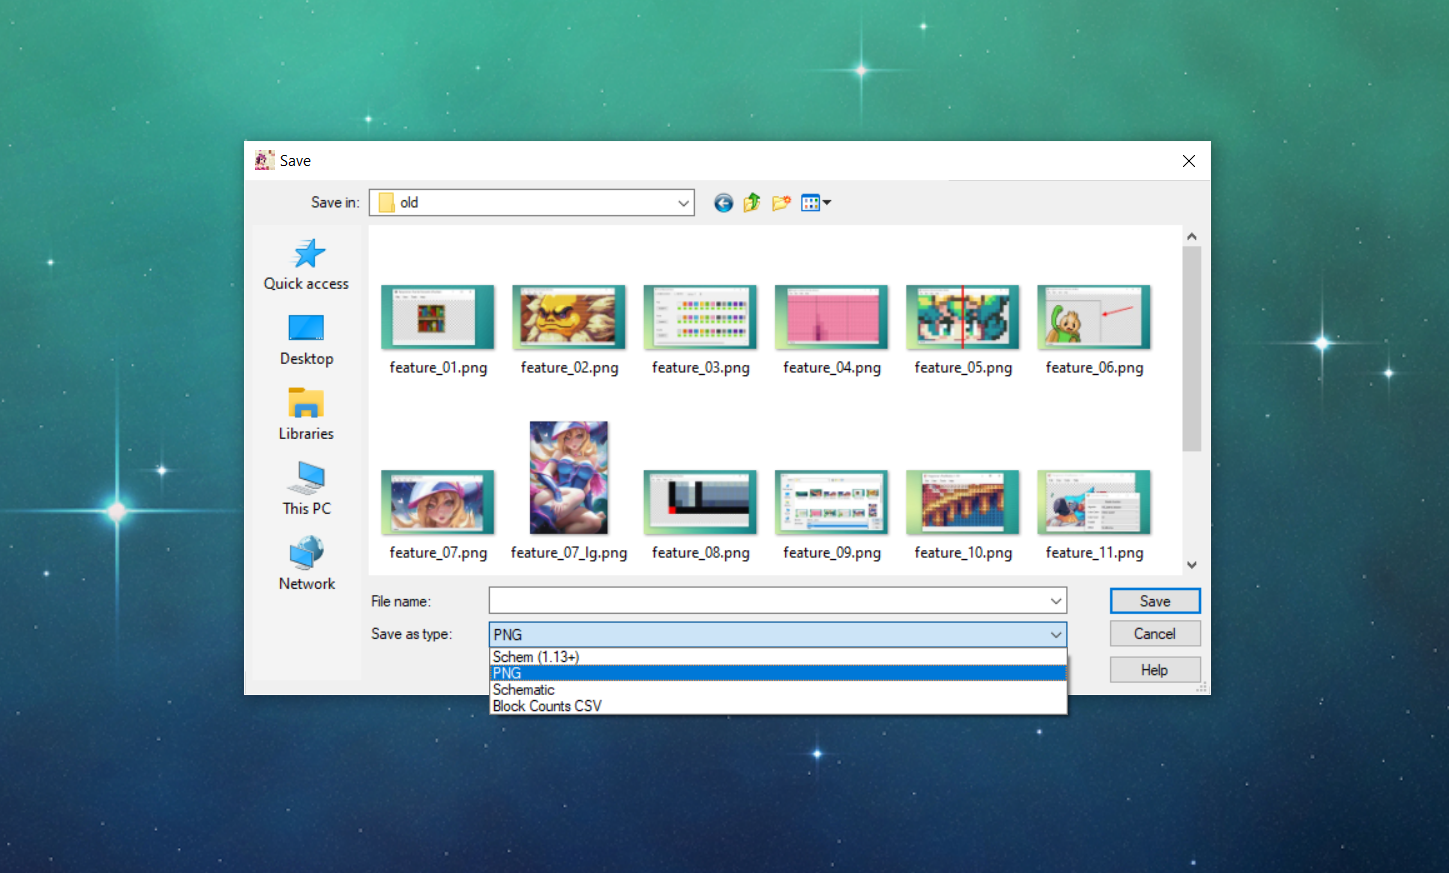 Save
Save in:
old
Quick access
Desktop
Libraries
This PC
Network
feature_01.png
feature_02.png
feature_03.png
feature_04.png
feature_05.png
feature_06.png
feature_07.png
feature_07_lg.png
feature_08.png
feature_09.png
feature_10.png
feature_11.png
File name:
Save
Save as type:
PNG
Cancel
Schem (1.13+)
PNG
Schematic
Block Counts CSV
Help